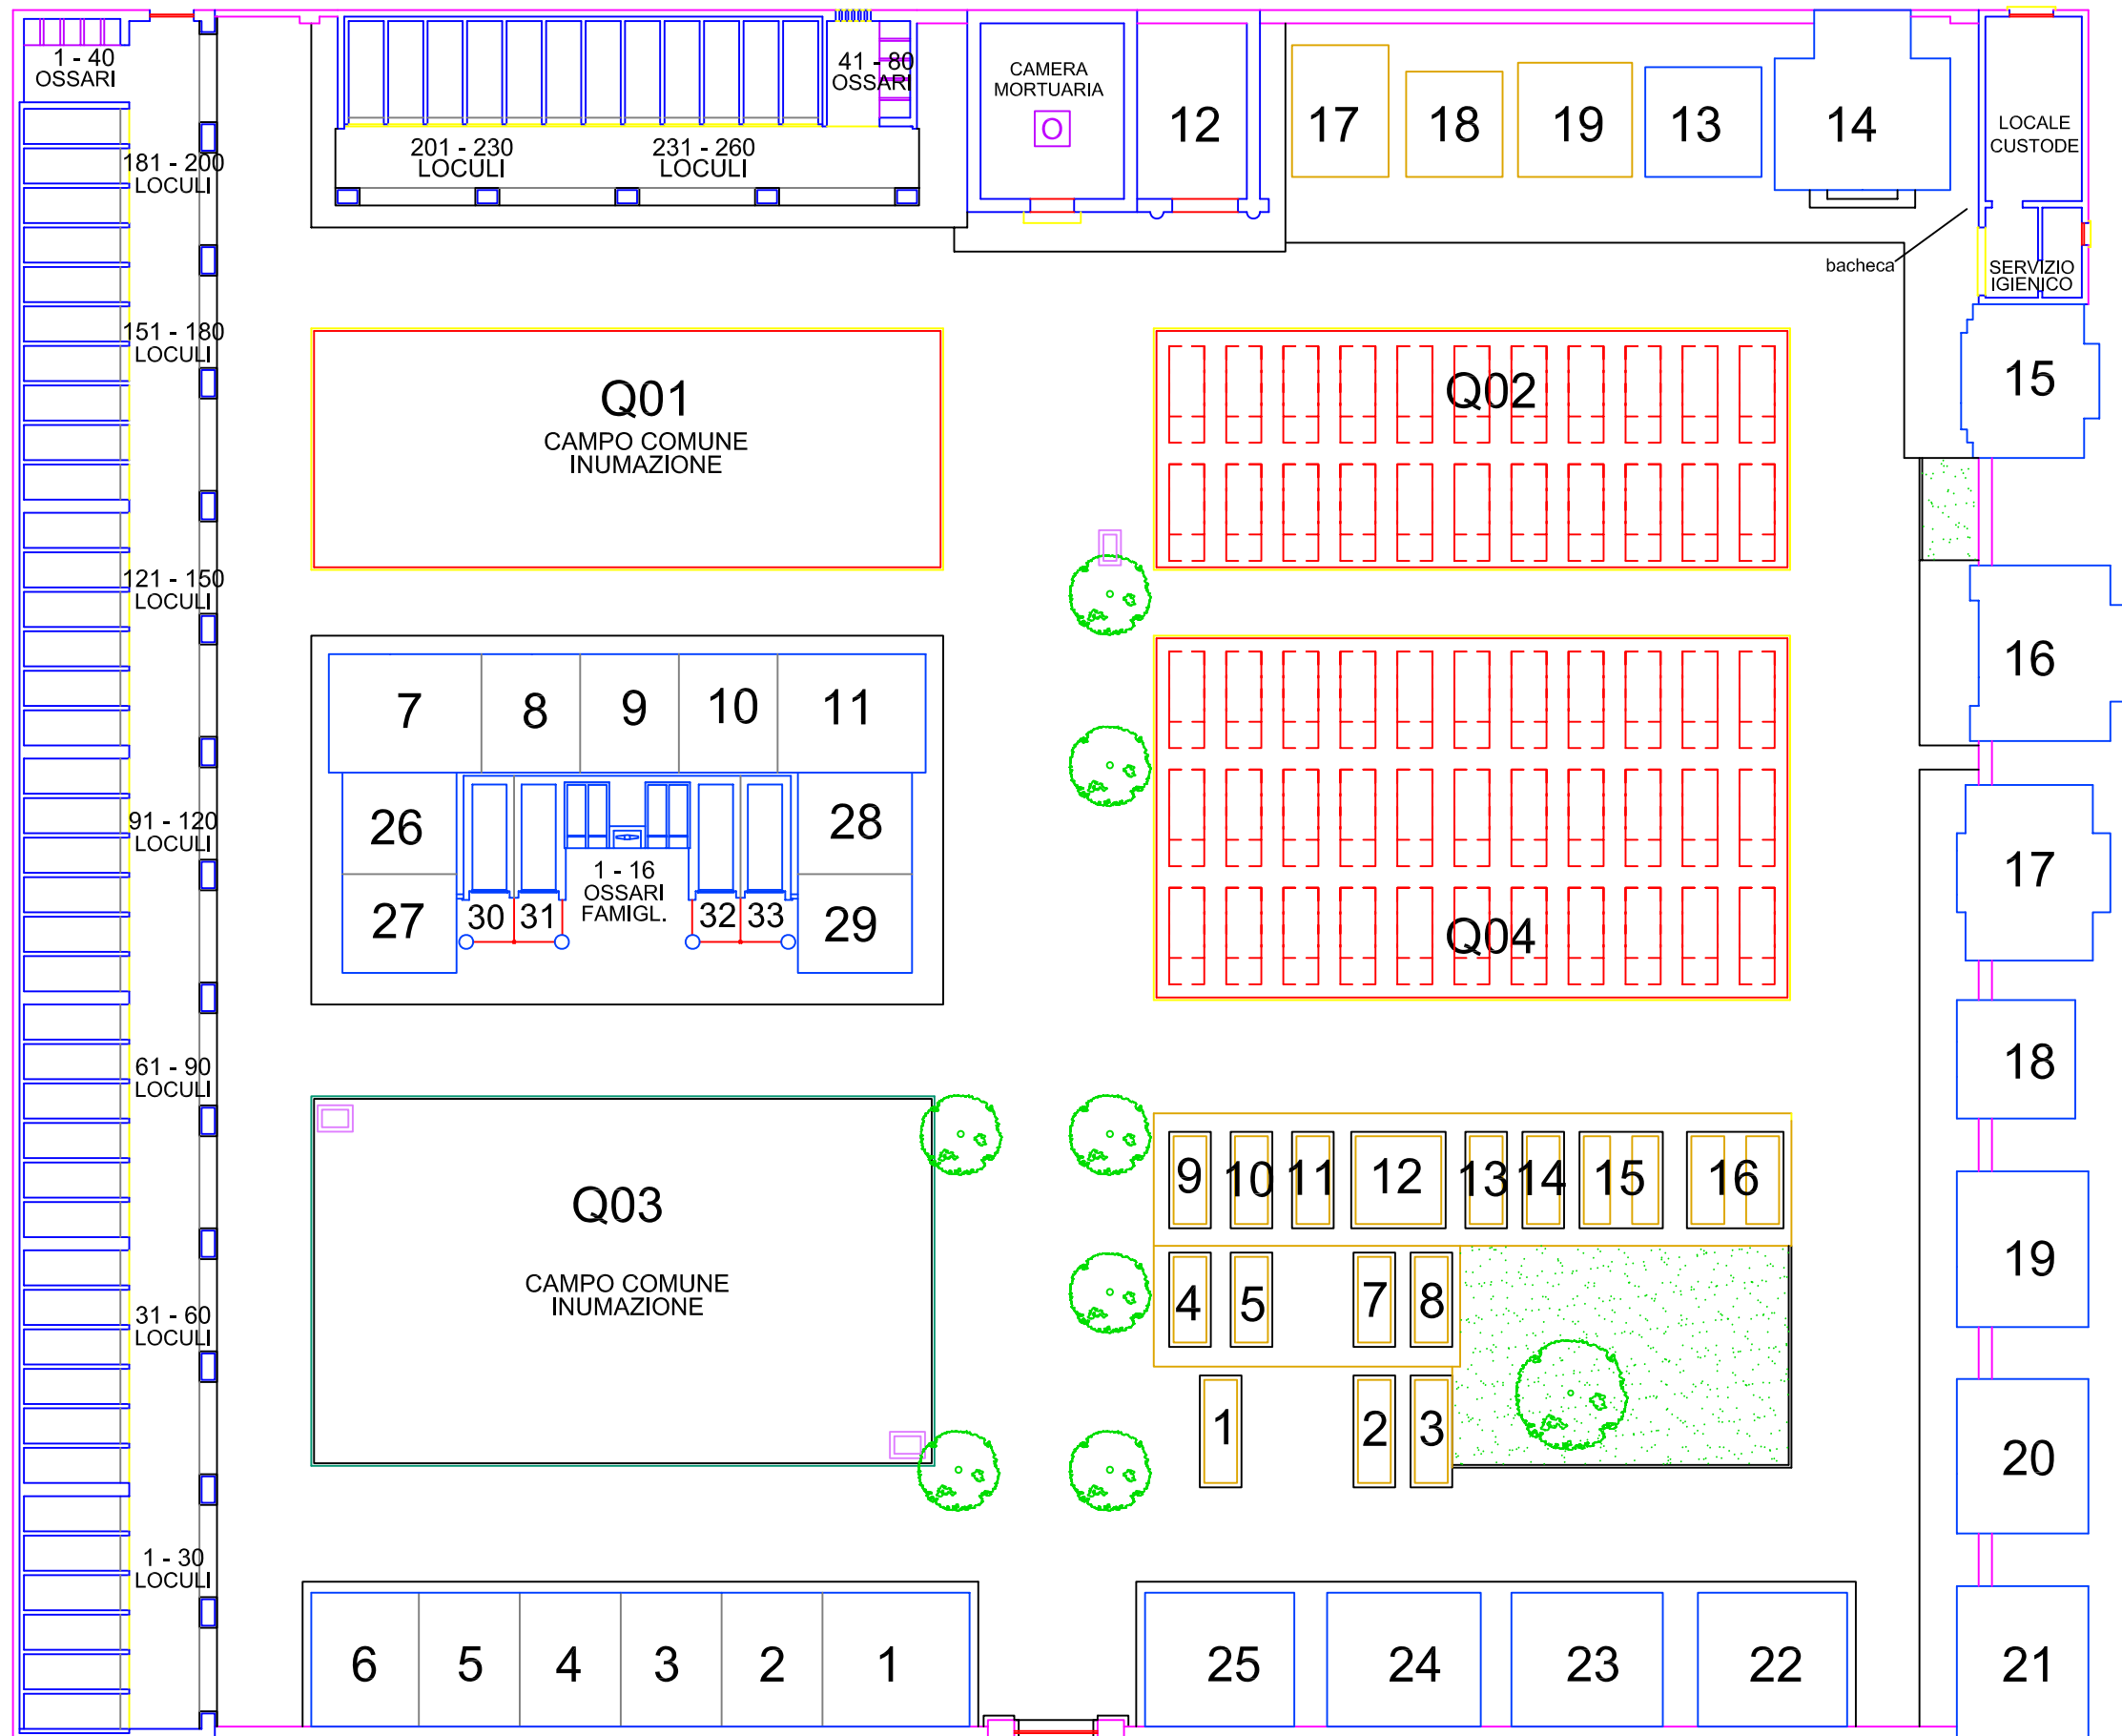 1 - 40
OSSARI
41 - 80
OSSARI
CAMERA
MORTUARIA
O
12
17
18
19
13
14
LOCALE
CUSTODE
181 - 200
LOCULI
201 - 230
LOCULI
231 - 260
LOCULI
bacheca
SERVIZIO
IGIENICO
151 - 180
LOCULI
Q01
CAMPO COMUNE
INUMAZIONE
Q02
15
121 - 150
LOCULI
16
7
8
9
10
11
91 - 120
LOCULI
26
28
1 - 16
OSSARI
FAMIGL.
27
30
31
32
33
29
Q04
17
61 - 90
LOCULI
18
Q03
CAMPO COMUNE
INUMAZIONE
9
10
11
12
13
14
15
16
19
31 - 60
LOCULI
4
5
7
8
1
2
3
20
1 - 30
LOCULI
6
5
4
3
2
1
25
24
23
22
21